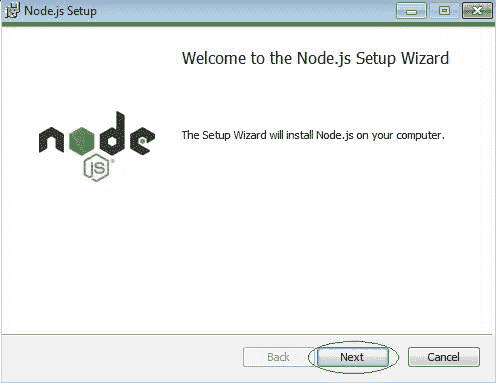 Node.js Setup
Welcome to the Node.js Setup Wizard
node
JS
The Setup Wizard will install Node.js on your computer.
Back
Next
Cancel